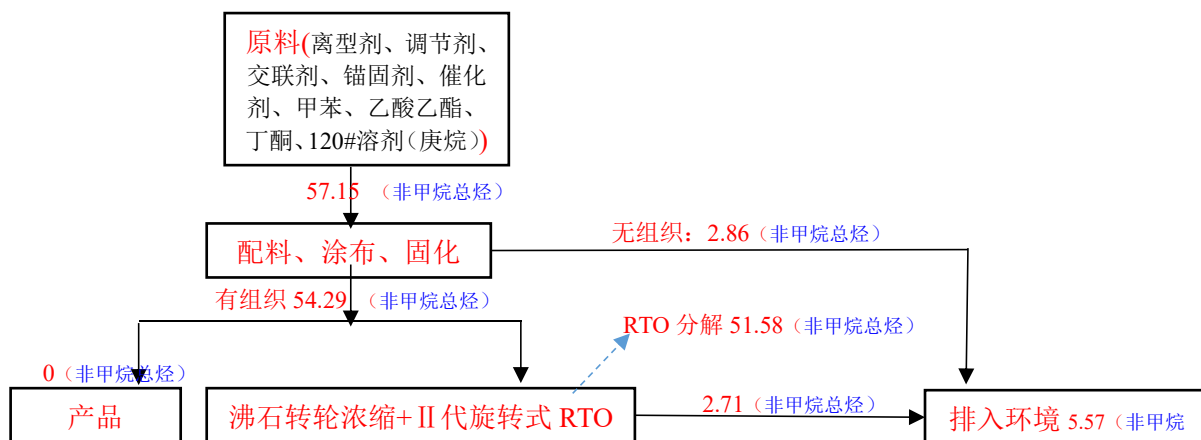 原料(离型剂、调节剂、
交联剂、锚固剂、催化
剂、甲苯、乙酸乙酯、
丁酮、120#溶剂（庚烷）)
57.15 （非甲烷总烃）
配料、涂布、固化
无组织：2.86（非甲烷总烃）
有组织 54.29 （非甲烷总烃）
RTO 分解 51.58（非甲烷总烃）
0（非甲烷总烃）
产品
沸石转轮浓缩+Ⅱ代旋转式 RTO
2.71（非甲烷总烃）
排入环境 5.57（非甲烷